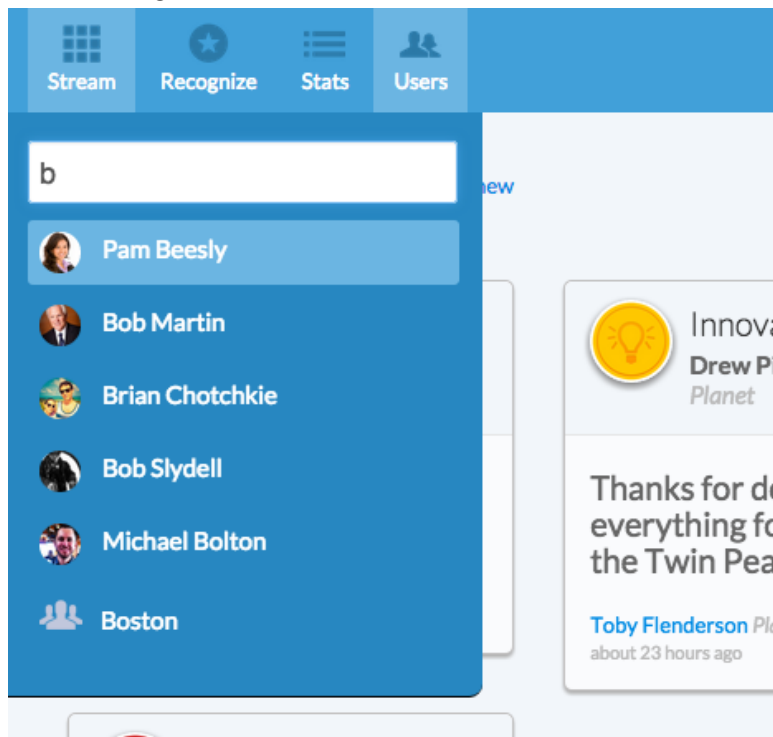 Stream Recognize Stats Users
b
new
Pam Beesly
Bob Martin
Brian Chotchkie
Bob Slydell
Michael Bolton
Boston
Innova
Drew Pi
Planet
Thanks for de
everything fo
the Twin Pea
Toby Flenderson Pla
about 23 hours ago